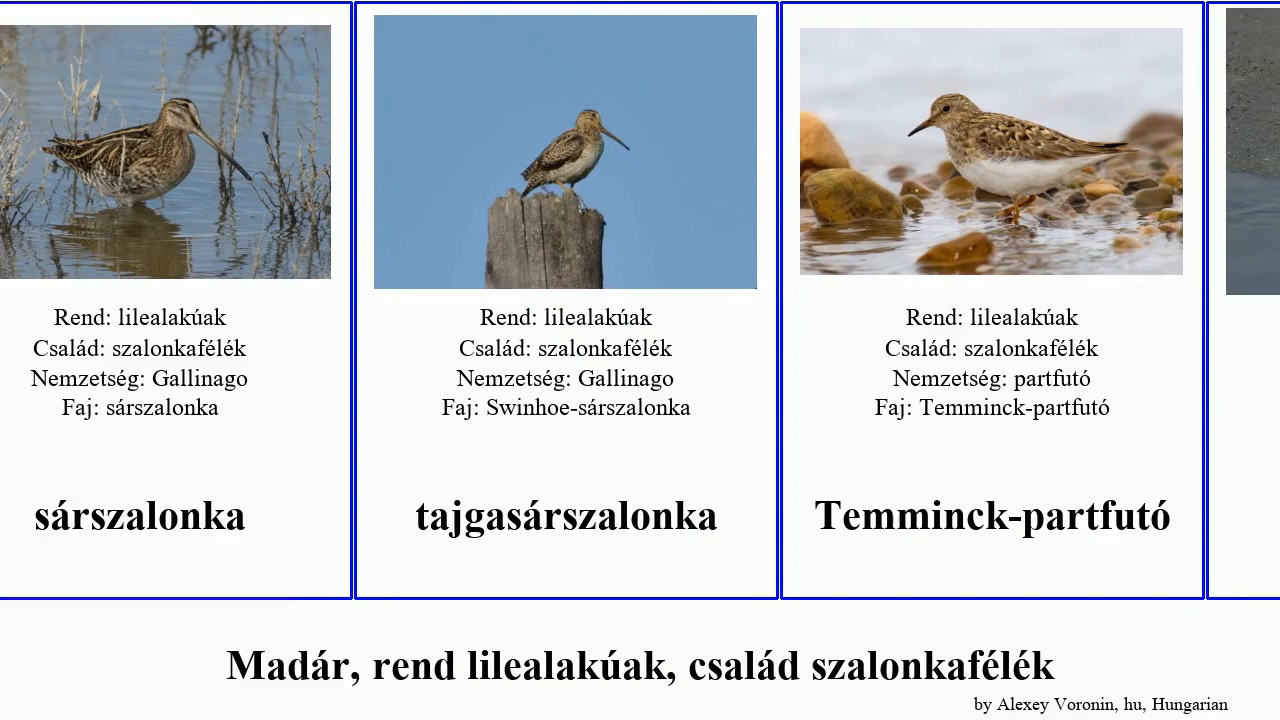 Rend: lilealakúak
Család: szalonkafélék
Nemzetség: Gallinago
Faj: sárszalonka
sárszalonka
Rend: lilealakúak
Család: szalonkafélék
Nemzetség: Gallinago
Faj: Swinhoe-sárszalonka
tajgasárszalonka
Rend: lilealakúak
Család: szalonkafélék
Nemzetség: partfutó
Faj: Temminck-partfutó
Temminck-partfutó
Madár, rend lilealakúak, család szalonkafélék
by Alexey Voronin, hu, Hungarian